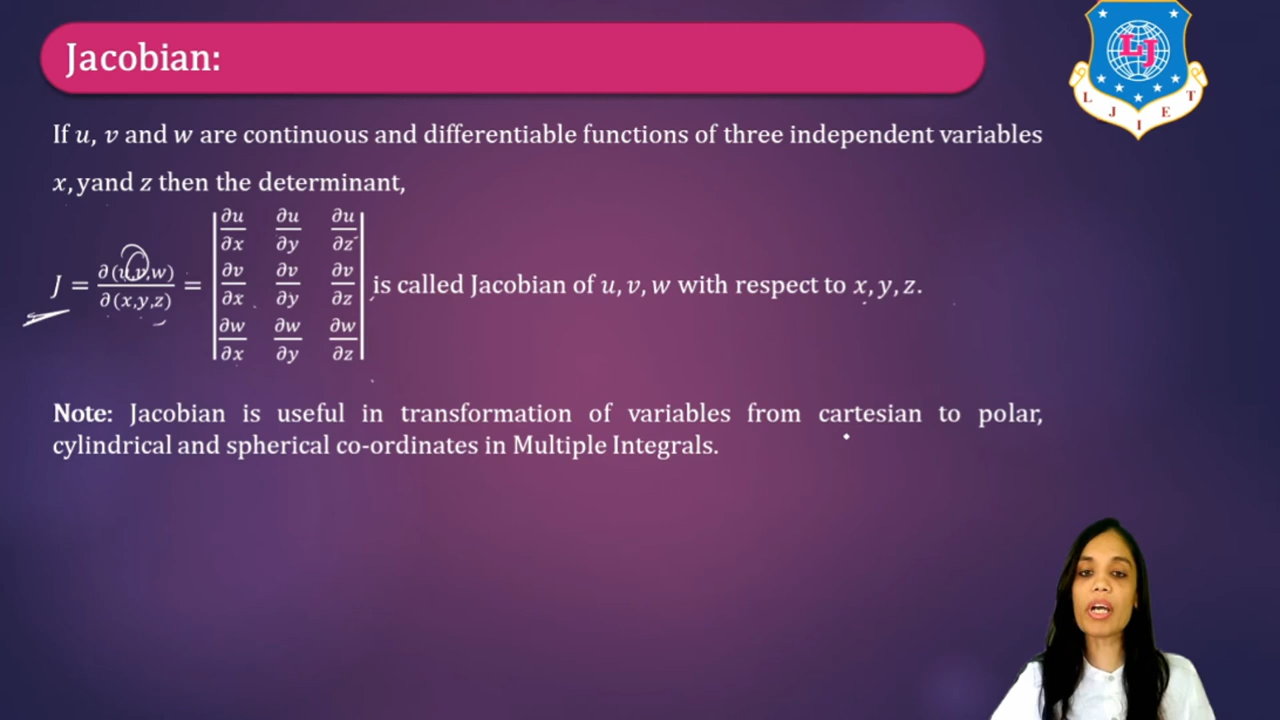 Jacobian:
LJ
L J I E T
If u, v and w are continuous and differentiable functions of three independent variables
x, yand z then the determinant,
J = ∂(u,v,w)/∂(x,y,z) = | ∂u/∂x ∂u/∂y ∂u/∂z |
| ∂v/∂x ∂v/∂y ∂v/∂z | is called Jacobian of u, v, w with respect to x, y, z.
| ∂w/∂x ∂w/∂y ∂w/∂z |
Note: Jacobian is useful in transformation of variables from cartesian to polar,
cylindrical and spherical co-ordinates in Multiple Integrals.